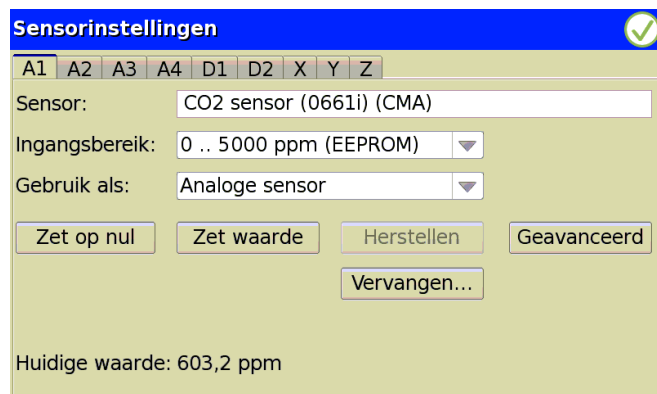 Sensorinstellingen
A1 A2 A3 A4 D1 D2 X Y Z
Sensor: CO2 sensor (0661i) (CMA)
Ingangsbereik: 0 .. 5000 ppm (EEPROM)
Gebruik als: Analoge sensor
Zet op nul Zet waarde Herstellen Geavanceerd
Vervangen...
Huidige waarde: 603,2 ppm